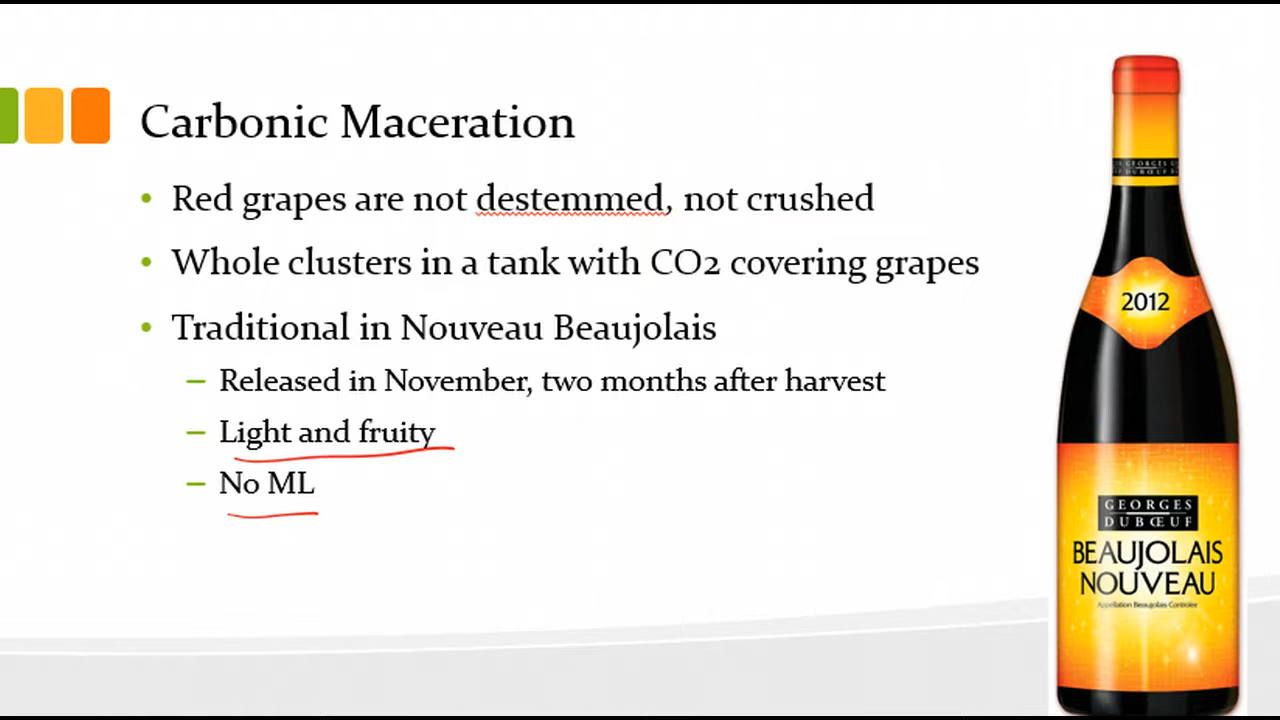 Carbonic Maceration
• Red grapes are not destemmed, not crushed
• Whole clusters in a tank with CO2 covering grapes
• Traditional in Nouveau Beaujolais
– Released in November, two months after harvest
– Light and fruity
– No ML
2012
GEORGES
DUBŒUF
BEAUJOLAIS
NOUVEAU
Appellation Beaujolais Contrôlée